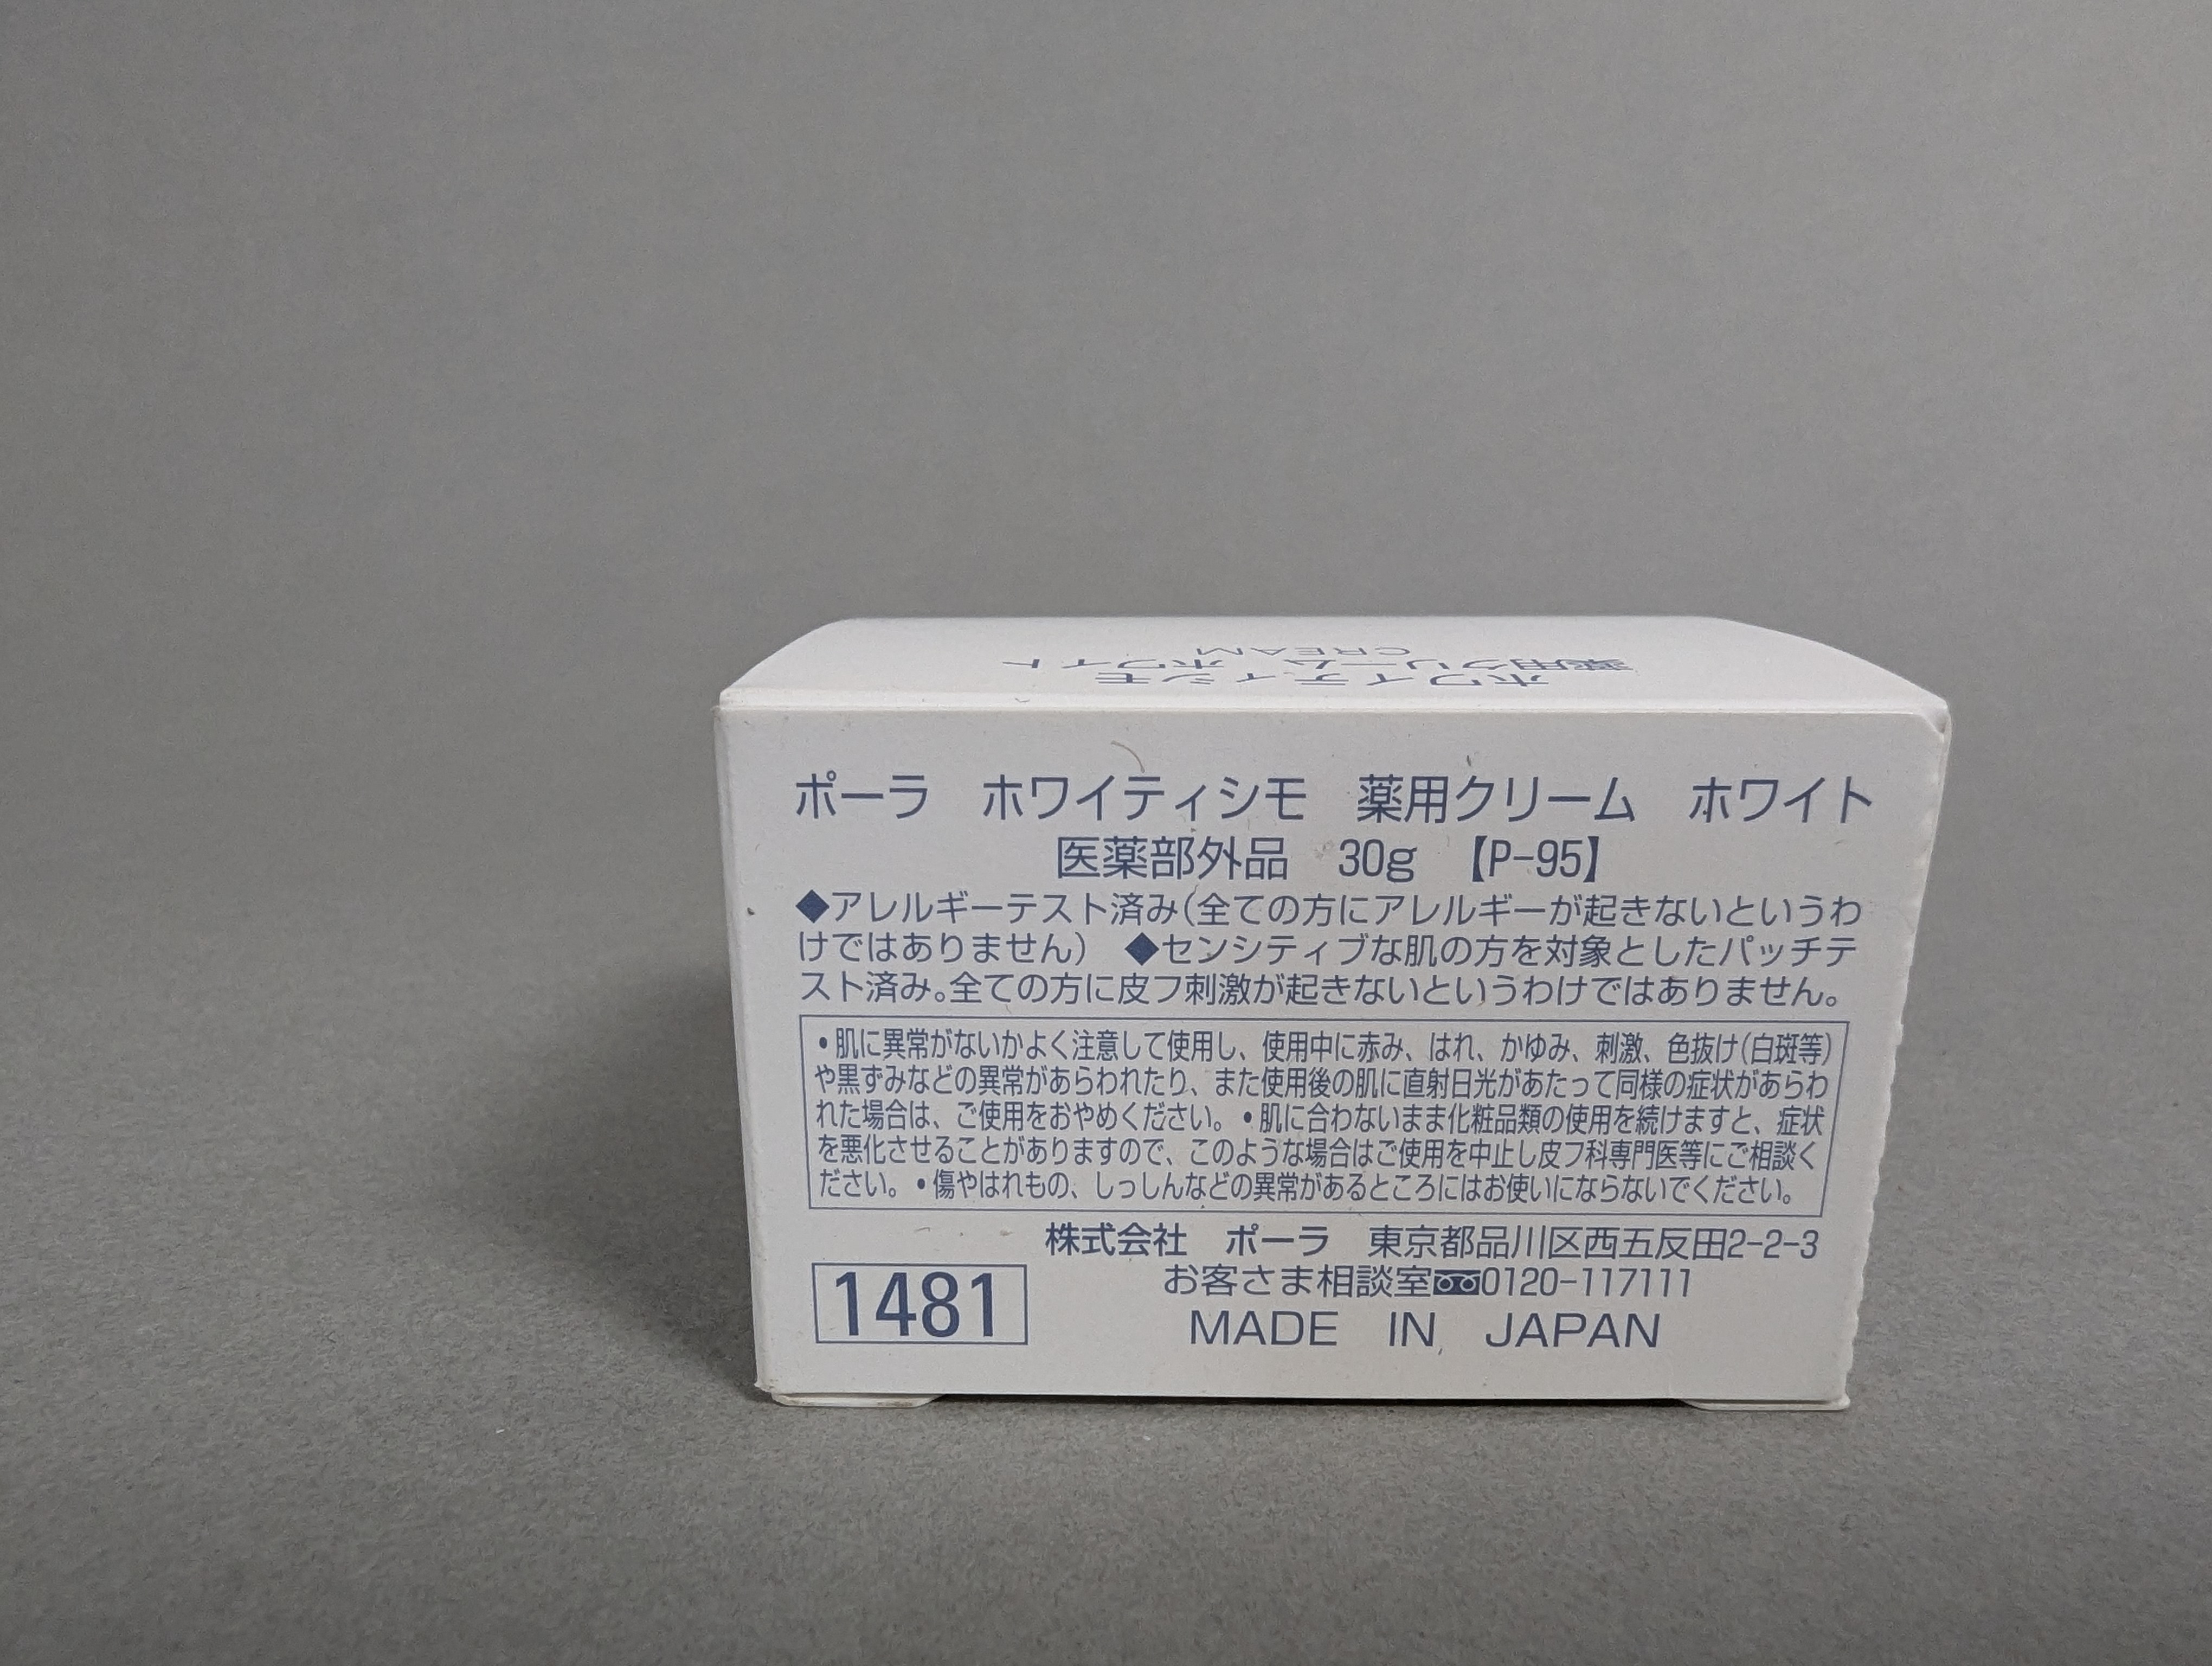 ホワイティシモ
薬用クリーム ホワイト
CREAM
ポーラ ホワイティシモ 薬用クリーム ホワイト
医薬部外品 30g 【P-95】
◆アレルギーテスト済み(全ての方にアレルギーが起きないというわ
けではありません) ◆センシティブな肌の方を対象としたパッチテ
スト済み。全ての方に皮フ刺激が起きないというわけではありません。
•肌に異常がないかよく注意して使用し、使用中に赤み、はれ、かゆみ、刺激、色抜け(白斑等)
や黒ずみなどの異常があらわれたり、また使用後の肌に直射日光があたって同様の症状があらわ
れた場合は、ご使用をおやめください。•肌に合わないまま化粧品類の使用を続けますと、症状
を悪化させることがありますので、このような場合はご使用を中止し皮フ科専門医等にご相談く
ださい。•傷やはれもの、しっしんなどの異常があるところにはお使いにならないでください。
株式会社 ポーラ 東京都品川区西五反田2-2-3
お客さま相談室0120-117111
1481
MADE IN JAPAN